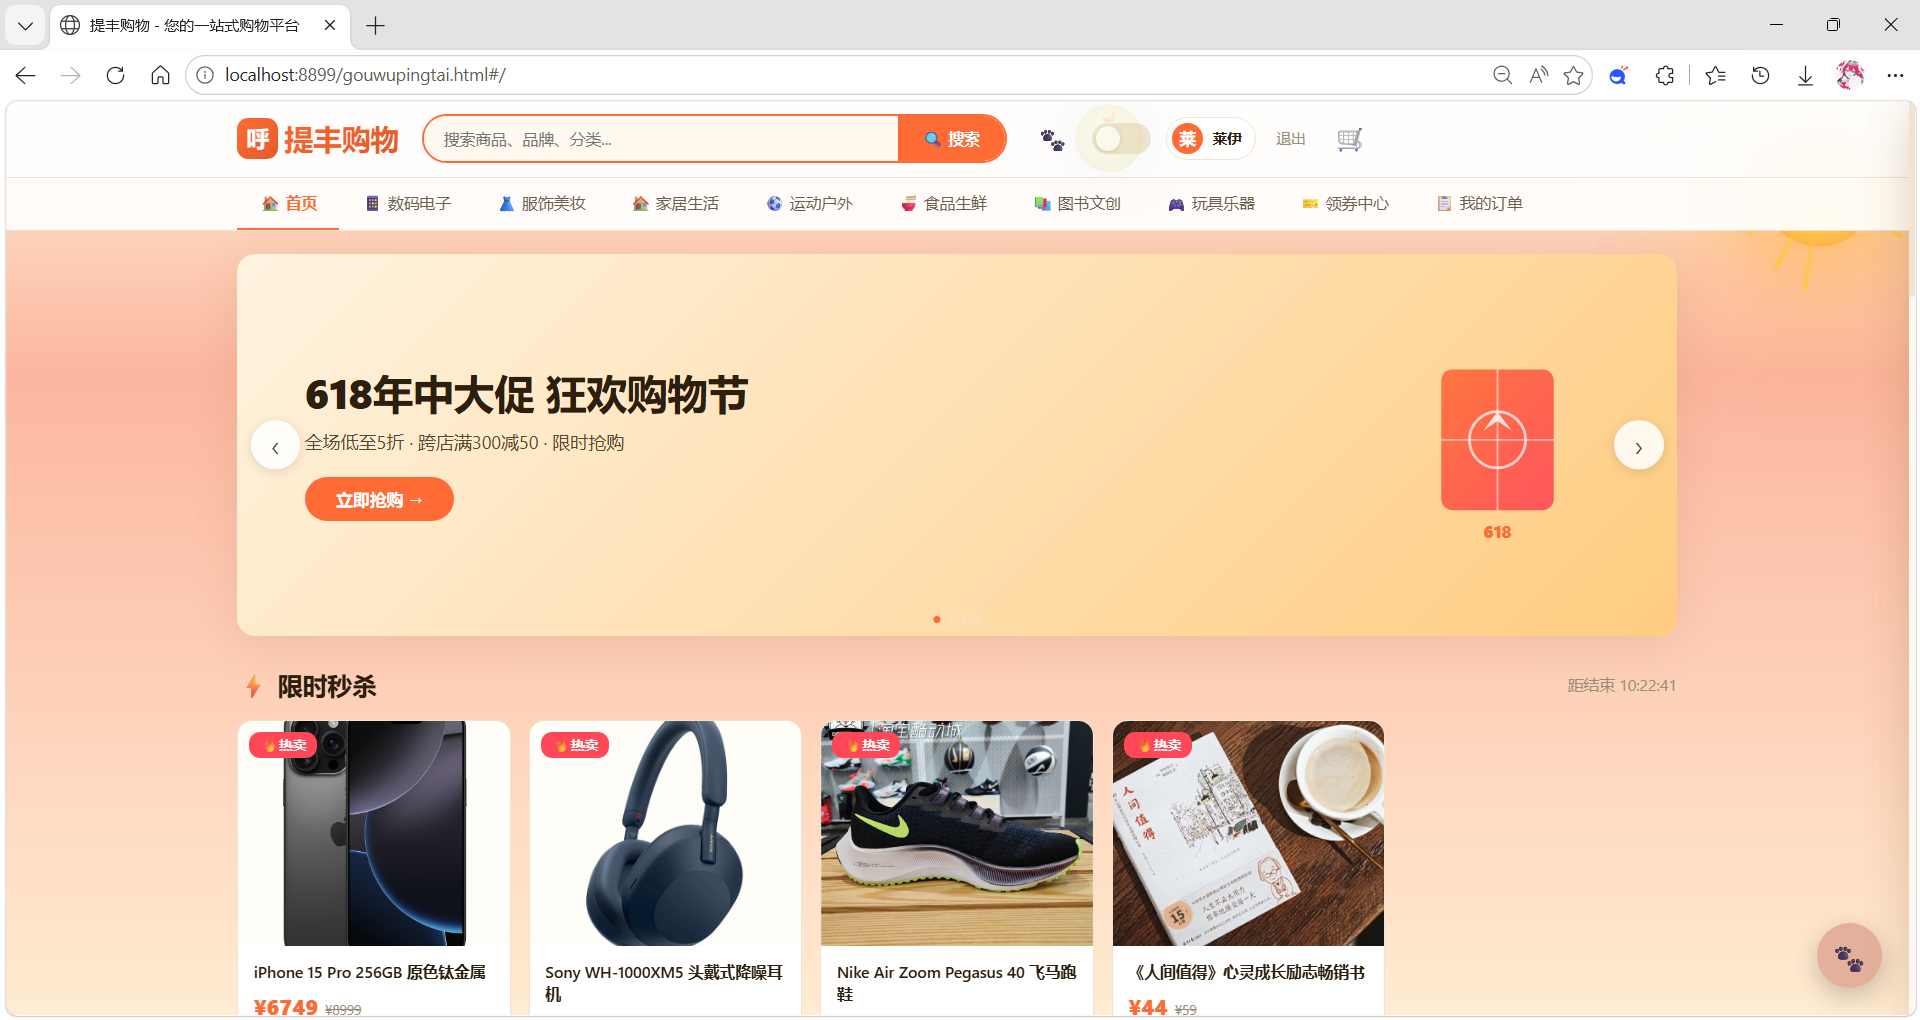 提丰购物 - 您的一站式购物平台
localhost:8899/gouwupingtai.html#/
呼 提丰购物
搜索商品、品牌、分类...
搜索
莱 莱伊
退出
首页
数码电子
服饰美妆
家居生活
运动户外
食品生鲜
图书文创
玩具乐器
领券中心
我的订单
618年中大促 狂欢购物节
全场低至5折 · 跨店满300减50 · 限时抢购
立即抢购 →
618
限时秒杀
距结束 10:22:41
热卖
热卖
热卖
热卖
人间值得
15
iPhone 15 Pro 256GB 原色钛金属
¥6749 ¥8999
Sony WH-1000XM5 头戴式降噪耳
机
Nike Air Zoom Pegasus 40 飞马跑
鞋
《人间值得》心灵成长励志畅销书
¥44 ¥59